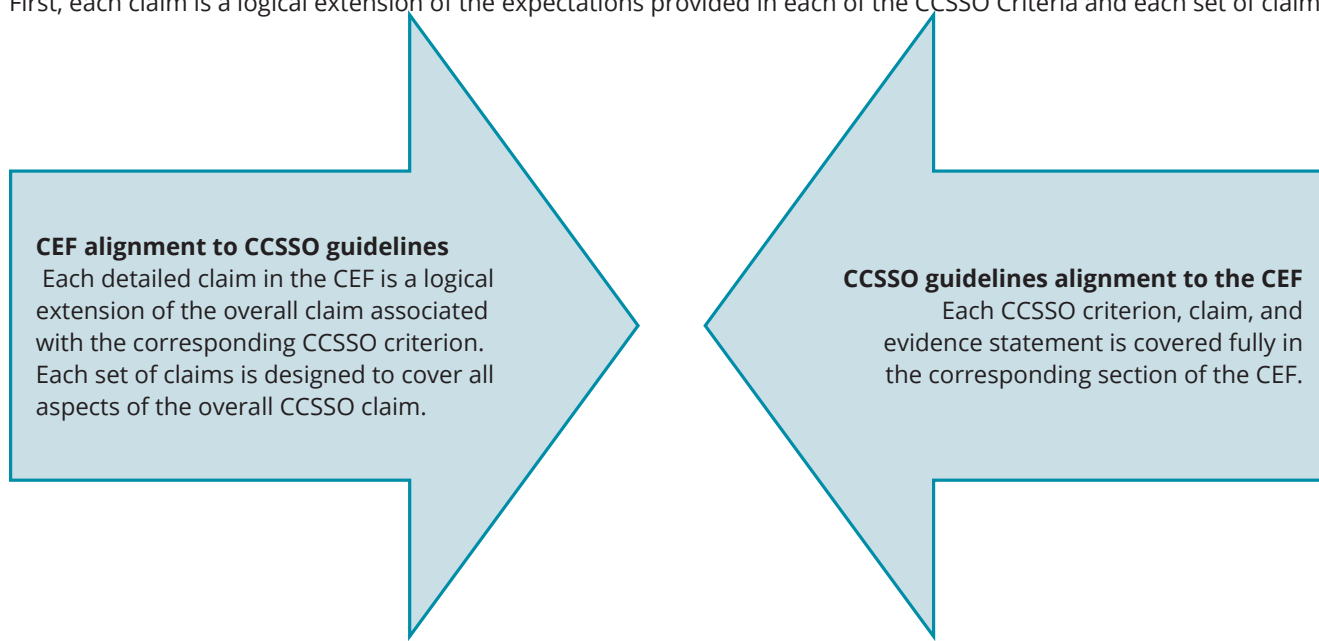 First, each claim is a logical extension of the expectations provided in each of the CCSSO Criteria and each set of claim
CEF alignment to CCSSO guidelines
Each detailed claim in the CEF is a logical
extension of the overall claim associated
with the corresponding CCSSO criterion.
Each set of claims is designed to cover all
aspects of the overall CCSSO claim.
CCSSO guidelines alignment to the CEF
Each CCSSO criterion, claim, and
evidence statement is covered fully in
the corresponding section of the CEF.